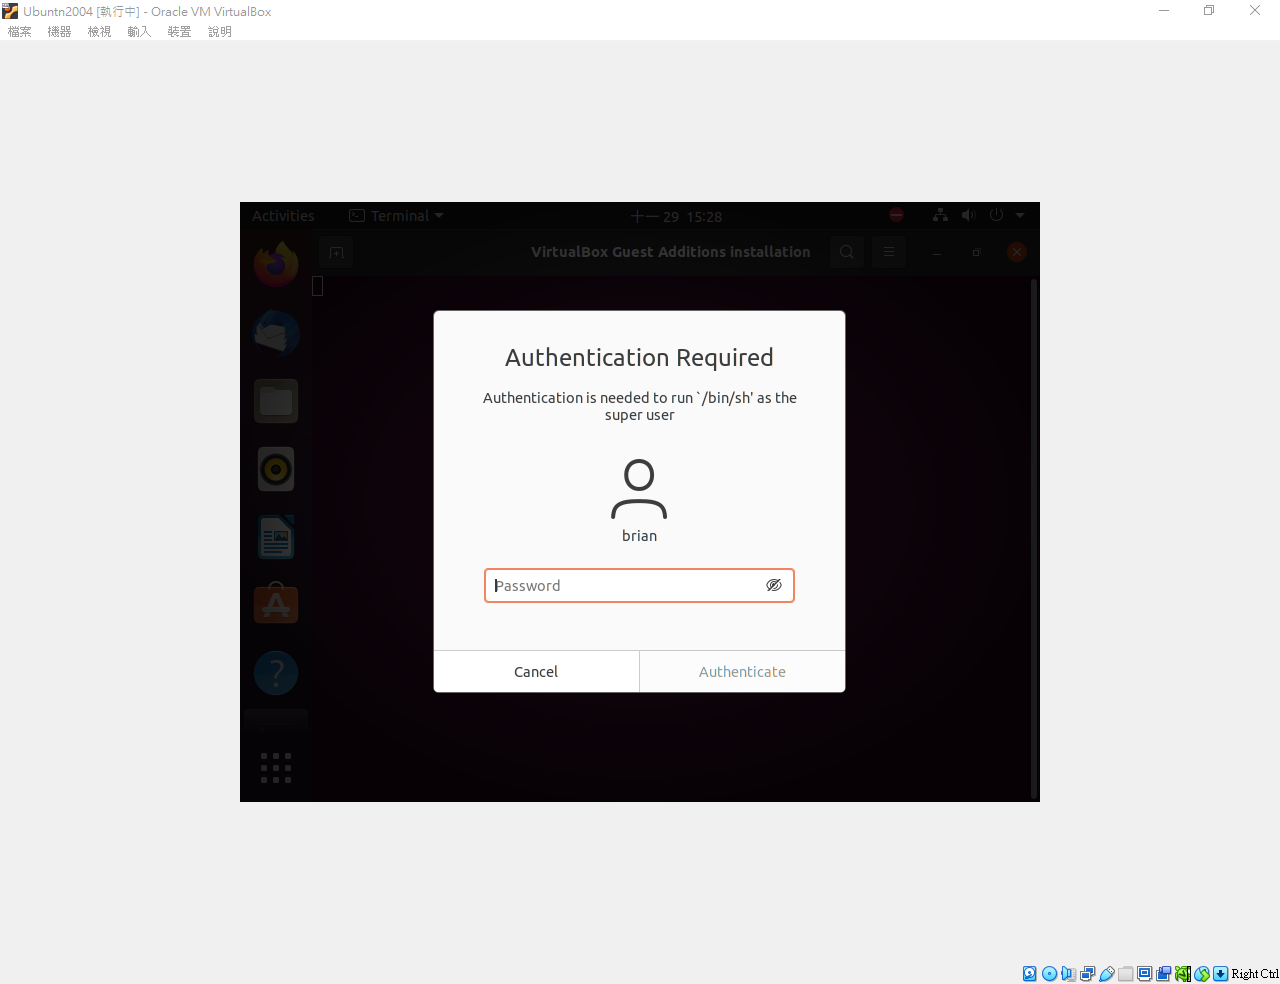 Ubuntn2004 [執行中] - Oracle VM VirtualBox
檔案 機器 檢視 輸入 裝置 說明
Activities Terminal 十一 29 15:28
VirtualBox Guest Additions installation
Authentication Required
Authentication is needed to run `/bin/sh' as the
super user
brian
Password
Cancel Authenticate
Right Ctrl